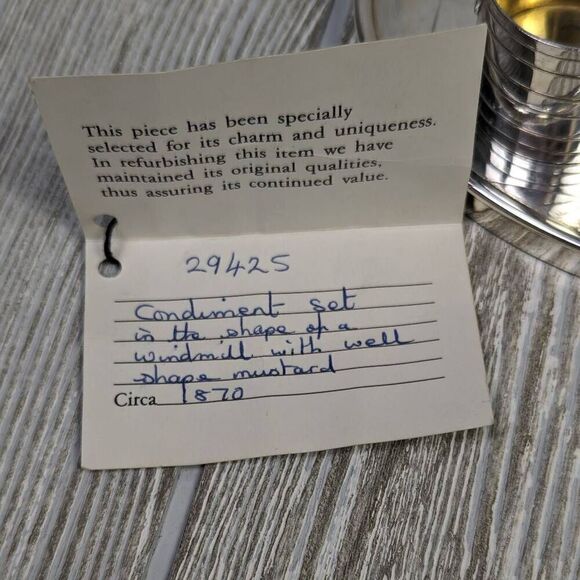 This piece has been specially
selected for its charm and uniqueness.
In refurbishing this item we have
maintained its original qualities,
thus assuring its continued value.
29425
Condiment set
in the shape of a
windmill with well
shape mustard
Circa 1870